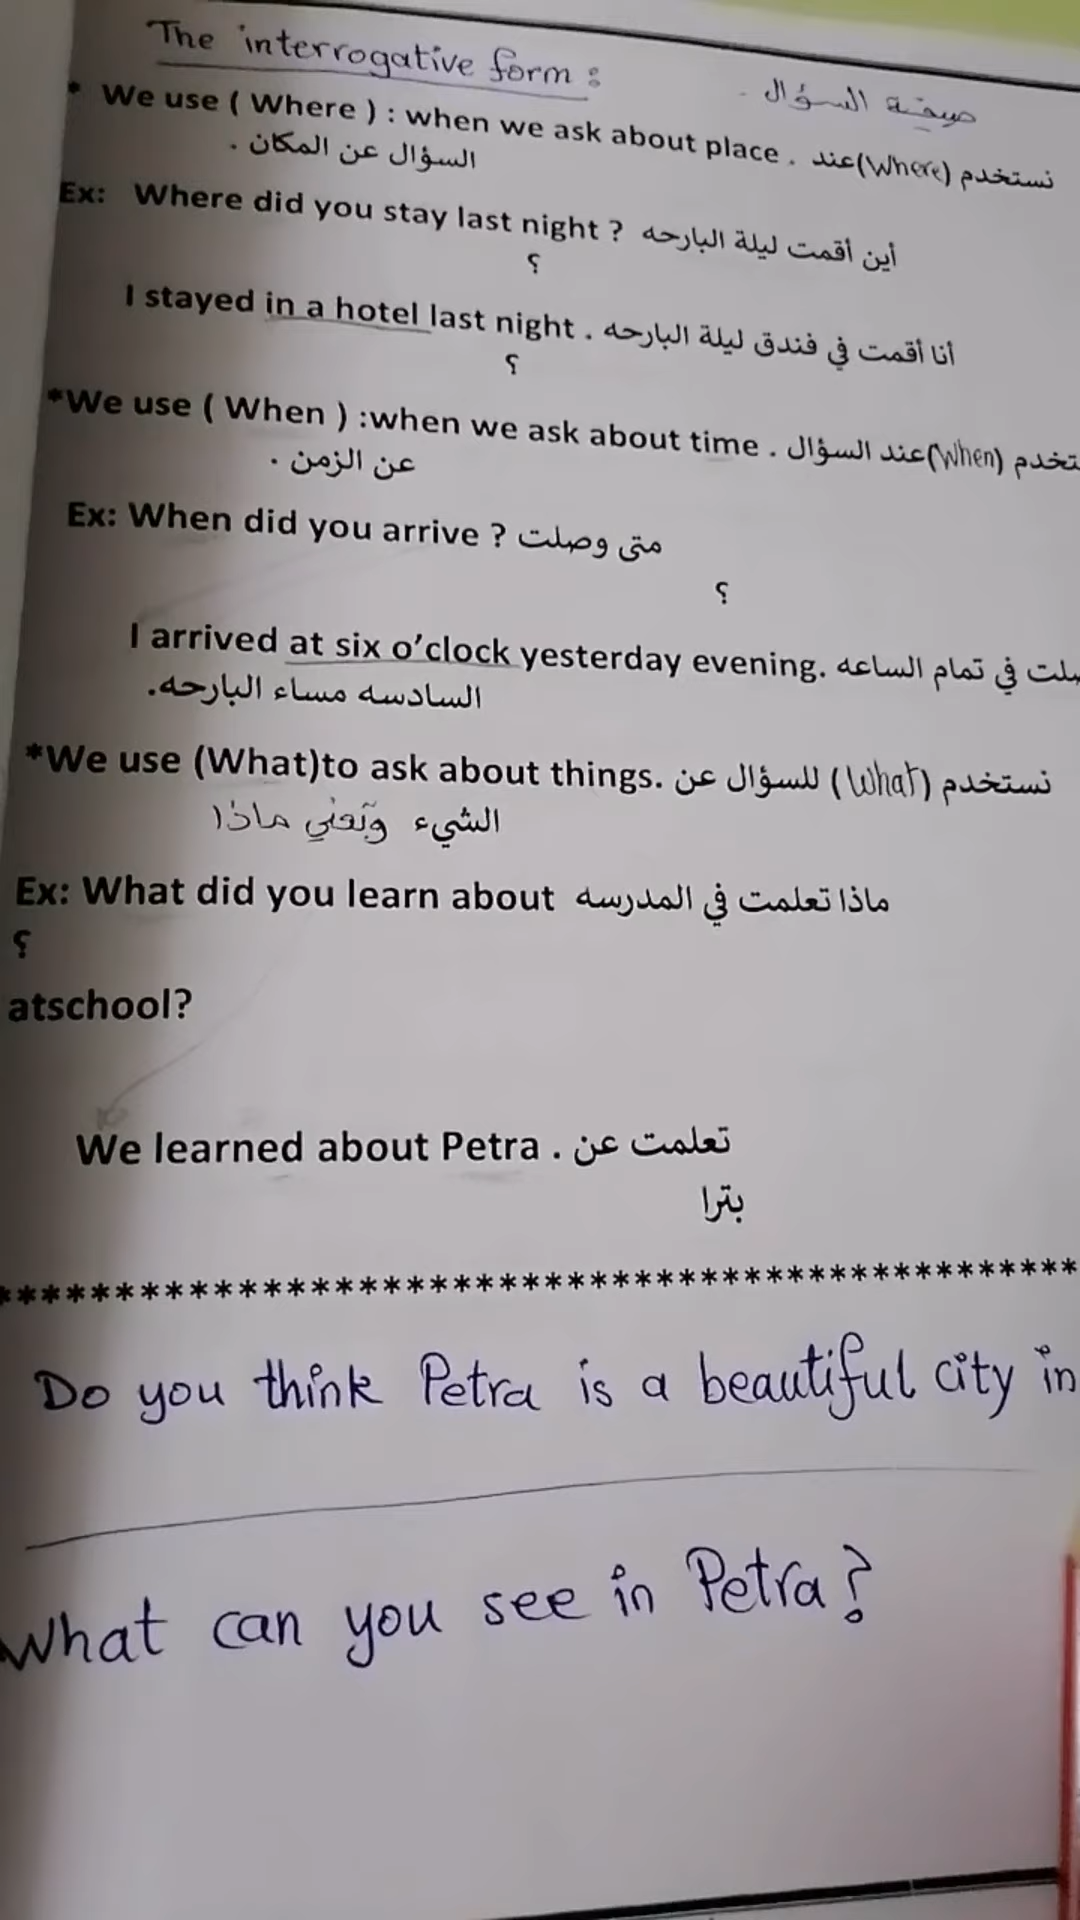 The interrogative form : صيغة السؤال .
* We use ( Where ) : when we ask about place . نستخدم (Where) عند
السؤال عن المكان .
Ex: Where did you stay last night ? أين أقمت ليلة البارحه
؟
I stayed in a hotel last night . أنا أقمت في فندق ليلة البارحه
؟
*We use ( When ) :when we ask about time . تخدم (When) عند السؤال
عن الزمن .
Ex: When did you arrive ? متى وصلت
؟
I arrived at six o'clock yesterday evening. صلت في تمام الساعه
السادسه مساء البارحه.
*We use (What)to ask about things. نستخدم (What) للسؤال عن
الشيء وتعني ماذا
Ex: What did you learn about ماذا تعلمت في المدرسه
؟
atschool?
We learned about Petra . تعلمت عن
بترا
Do you think Petra is a beautiful city in
What can you see in Petra?